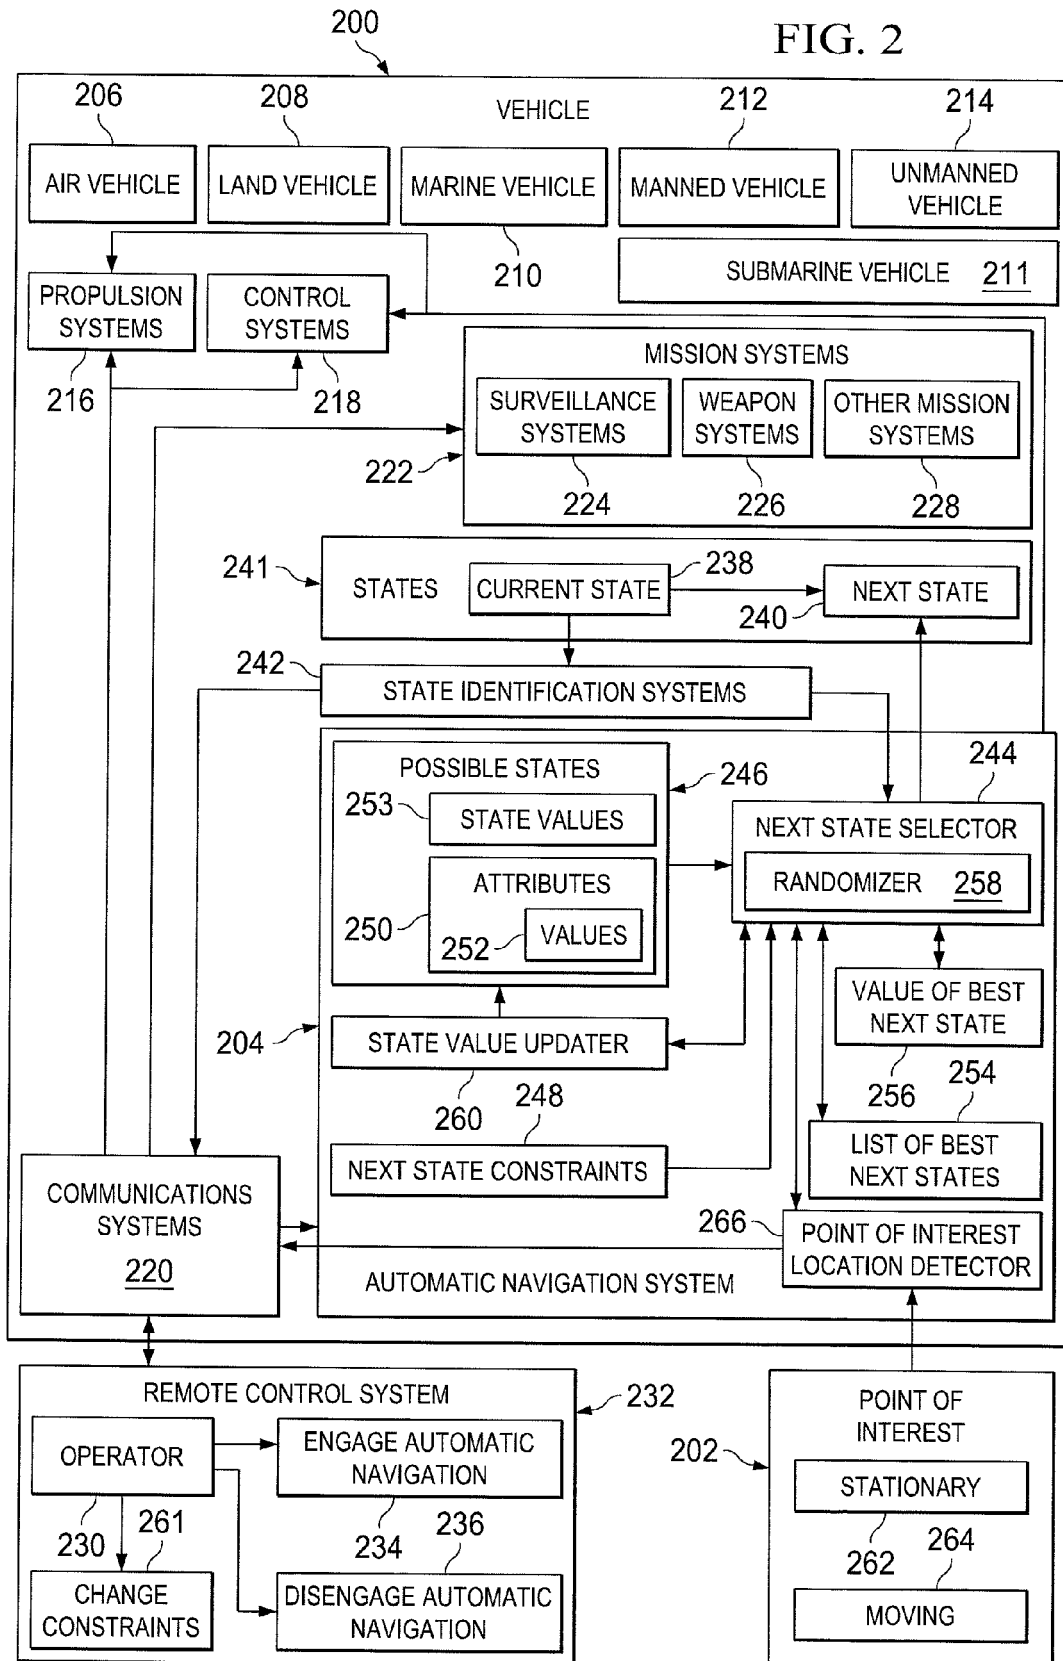 200
FIG. 2
206
208
VEHICLE
212
214
AIR VEHICLE
LAND VEHICLE
MARINE VEHICLE
MANNED VEHICLE
UNMANNED
VEHICLE
210
SUBMARINE VEHICLE 211
PROPULSION
SYSTEMS
CONTROL
SYSTEMS
216
218
MISSION SYSTEMS
SURVEILLANCE
SYSTEMS
WEAPON
SYSTEMS
OTHER MISSION
SYSTEMS
222
224
226
228
241
STATES
CURRENT STATE
238
240
NEXT STATE
242
STATE IDENTIFICATION SYSTEMS
POSSIBLE STATES
246
244
253
STATE VALUES
NEXT STATE SELECTOR
RANDOMIZER 258
ATTRIBUTES
250
252
VALUES
VALUE OF BEST
NEXT STATE
204
STATE VALUE UPDATER
256
254
260
248
LIST OF BEST
NEXT STATES
NEXT STATE CONSTRAINTS
COMMUNICATIONS
SYSTEMS
220
266
POINT OF INTEREST
LOCATION DETECTOR
AUTOMATIC NAVIGATION SYSTEM
REMOTE CONTROL SYSTEM
232
OPERATOR
ENGAGE AUTOMATIC
NAVIGATION
230
261
234
236
CHANGE
CONSTRAINTS
DISENGAGE AUTOMATIC
NAVIGATION
POINT OF
INTEREST
202
STATIONARY
262
264
MOVING